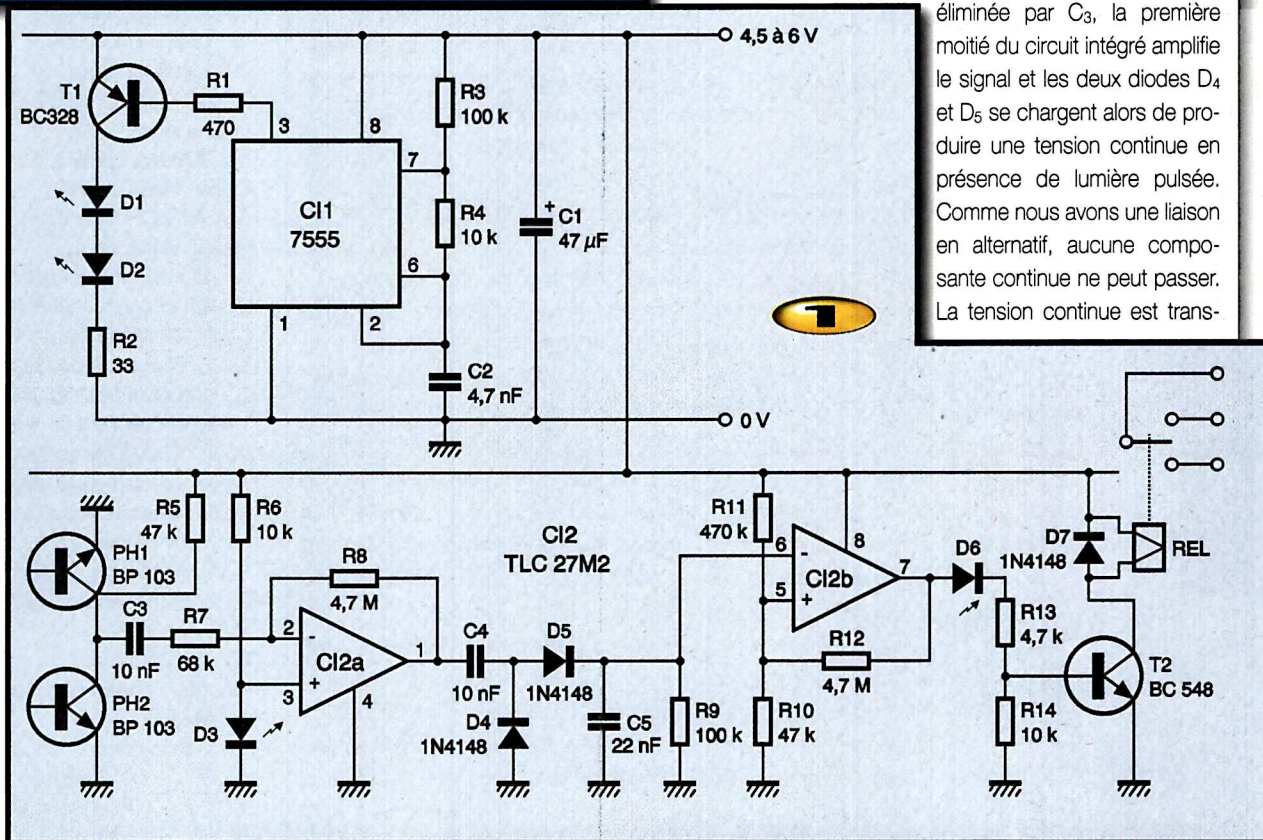 éliminée par C3, la première
moitié du circuit intégré amplifie
le signal et les deux diodes D4
et D5 se chargent alors de pro-
duire une tension continue en
présence de lumière pulsée.
Comme nous avons une liaison
en alternatif, aucune compo-
sante continue ne peut passer.
La tension continue est trans-
4,5 à 6 V
T1
BC328
R1
470
3
8
R3
100 k
7
CI1
7555
R4
10 k
6
C1
+
47 µF
D1
D2
R2
33
1
2
C2
4,7 nF
0 V
R5
47 k
R6
10 k
PH1
BP 103
C3
10 nF
R7
68 k
R8
4,7 M
2
-
CI2a
1
+
3
4
PH2
BP 103
D3
CI2
TLC 27M2
C4
10 nF
D5
1N4148
D4
1N4148
C5
22 nF
R9
100 k
R11
470 k
6
-
8
CI2b
7
5
+
R12
4,7 M
R10
47 k
D6
D7
1N4148
REL
R13
4,7 k
T2
BC 548
R14
10 k